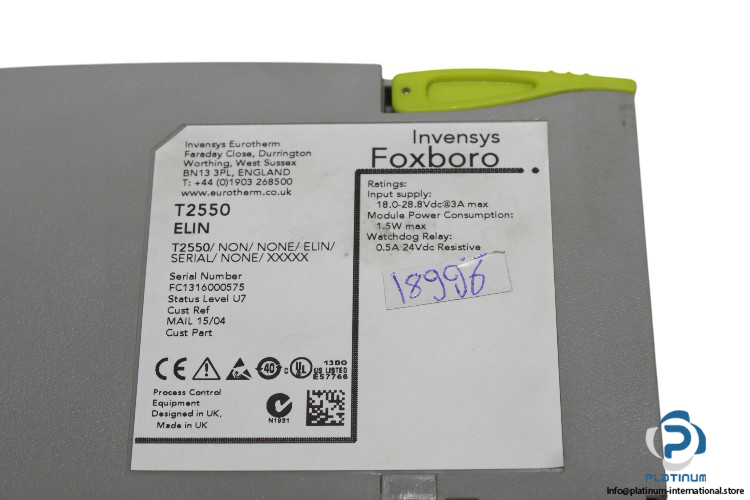 Invensys Eurotherm
Faraday Close, Durrington
Worthing, West Sussex
BN13 3PL, ENGLAND
T: +44 (0)1903 268500
www.eurotherm.co.uk
T2550
ELIN
T2550/ NON/ NONE/ ELIN/
SERIAL/ NONE/ XXXXX
Serial Number
FC1316000575
Status Level U7
Cust Ref
MAIL 15/04
Cust Part
CE
40
C UL US LISTED
13DO
E57766
Process Control
Equipment
Designed in UK,
Made in UK
N1981
Invensys
Foxboro
Ratings:
Input supply:
18.0-28.8Vdc@3A max
Module Power Consumption:
1.5W max
Watchdog Relay:
0.5A 24Vdc Resistive
18996
PLATINUM
Info@platinum-international.store